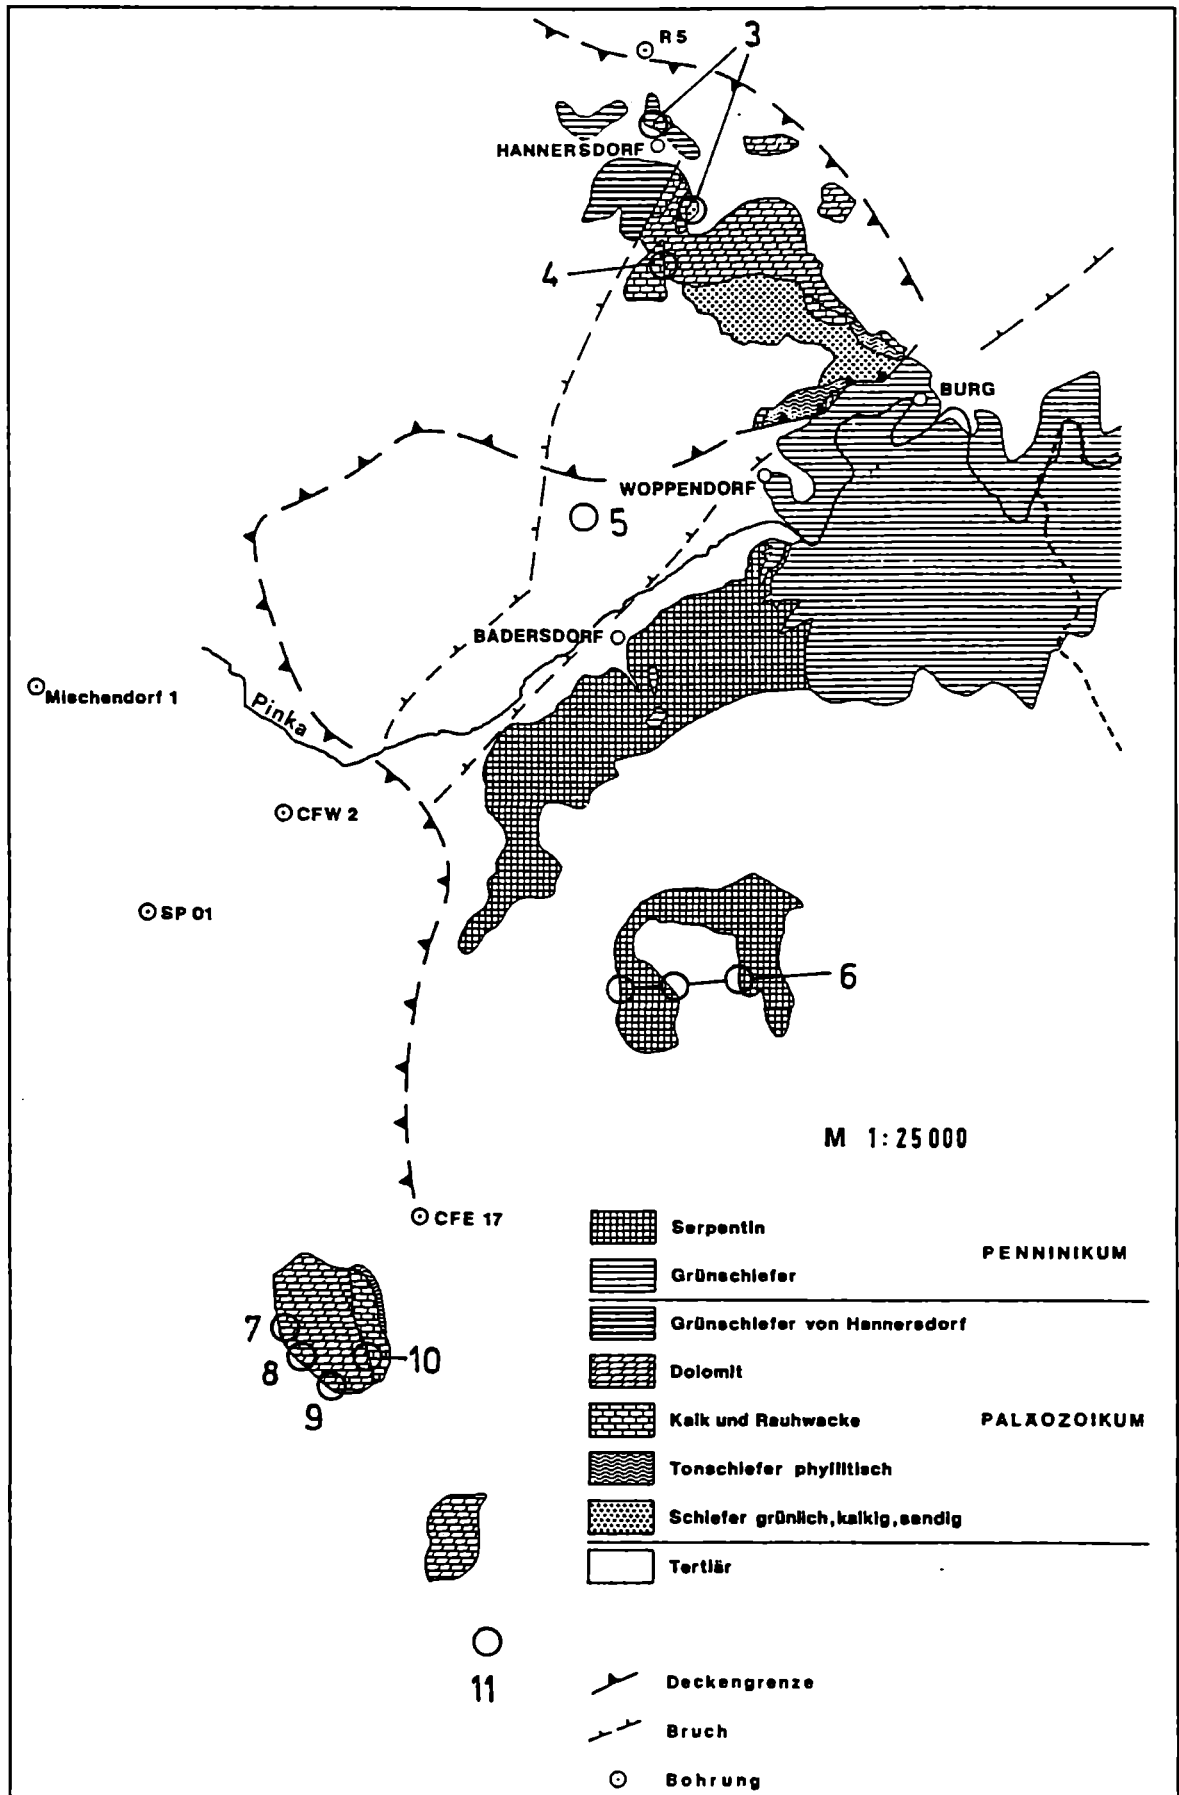 R 5
3
HANNERSDORF
4
BURG
WOPPENDORF
5
BADERSDORF
Mischendorf 1
Pinka
CFW 2
SP 01
6
M 1:25000
CFE 17
Serpentin
PENNINIKUM
Grünschiefer
7
Grünschiefer von Hannersdorf
8
10
Dolomit
9
Kalk und Rauhwacke
PALÄOZOIKUM
Tonschiefer phyllitisch
Schiefer grünlich, kalkig, sandig
Tertiär
11
Deckengrenze
Bruch
Bohrung